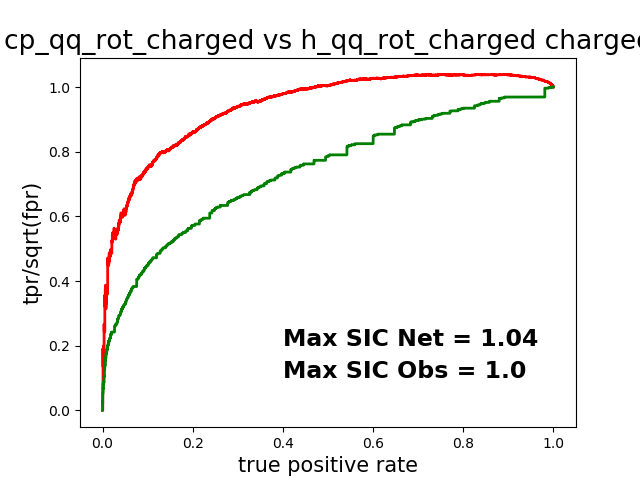 cp_qq_rot_charged vs h_qq_rot_charged charged
1.0
0.8
0.6
0.4
0.2
0.0
tpr/sqrt(fpr)
Max SIC Net = 1.04
Max SIC Obs = 1.0
0.0 0.2 0.4 0.6 0.8 1.0
true positive rate